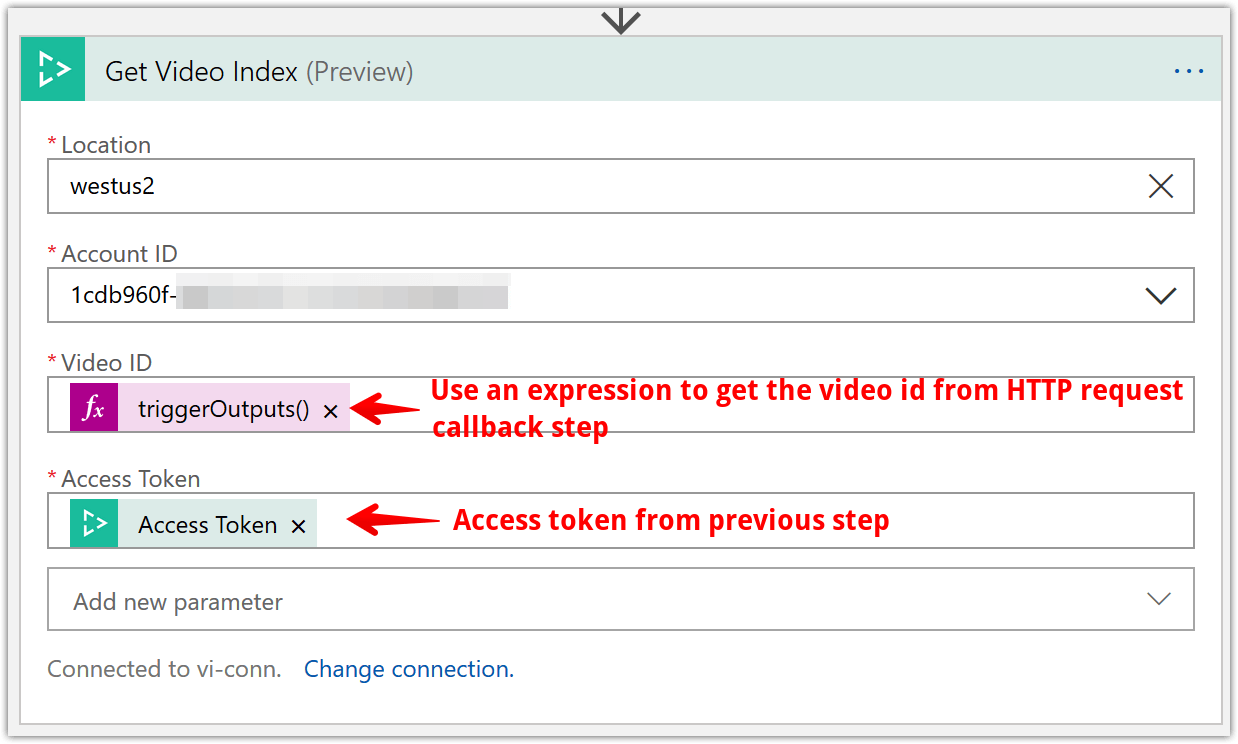 Get Video Index (Preview)
* Location
westus2
* Account ID
1cdb960f-
* Video ID
fx triggerOutputs()
Use an expression to get the video id from HTTP request
callback step
* Access Token
Access Token
Access token from previous step
Add new parameter
Connected to vi-conn. Change connection.